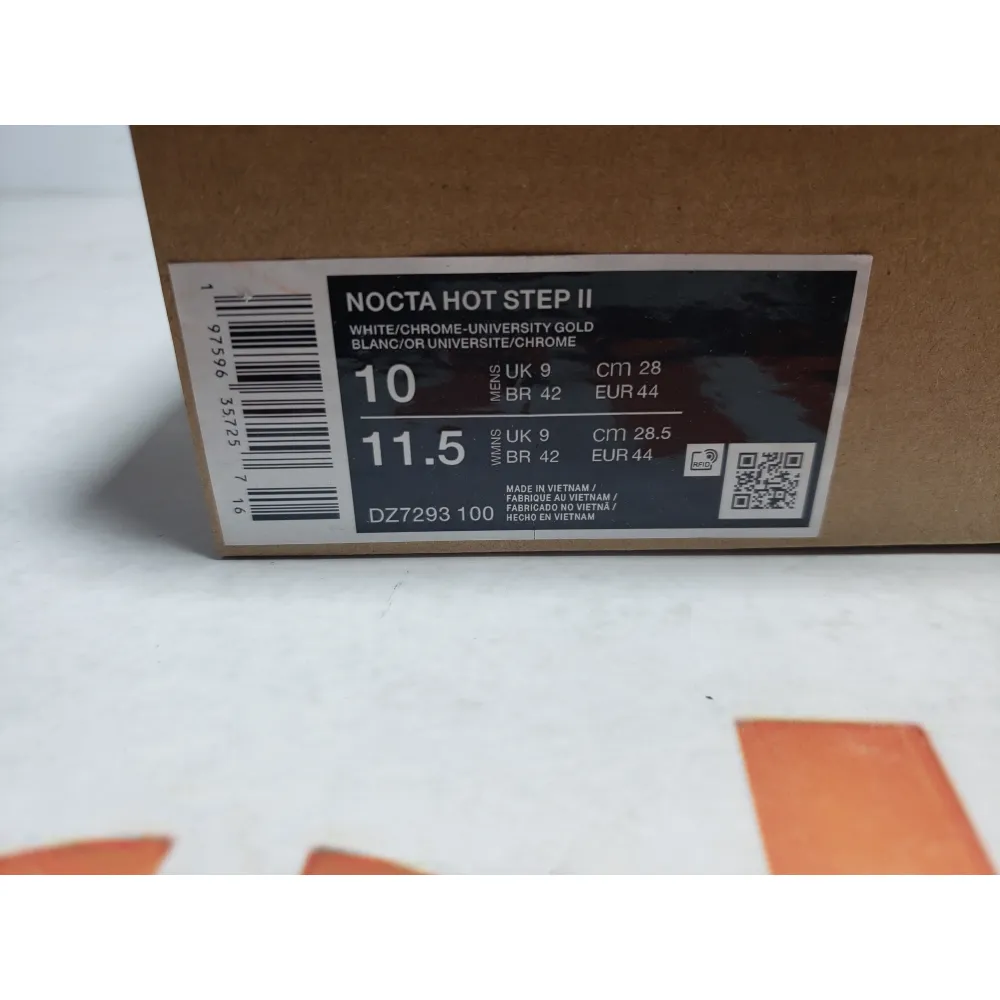 NOCTA HOT STEP II
WHITE/CHROME-UNIVERSITY GOLD
BLANC/OR UNIVERSITE/CHROME
10 MENS UK 9 cm 28
BR 42 EUR 44
11.5 WMNS UK 9 cm 28.5
BR 42 EUR 44
RFID
DZ7293 100
MADE IN VIETNAM /
FABRIQUE AU VIETNAM /
FABRICADO NO VIETNÃ /
HECHO EN VIETNAM
1 97596 35725 7 16